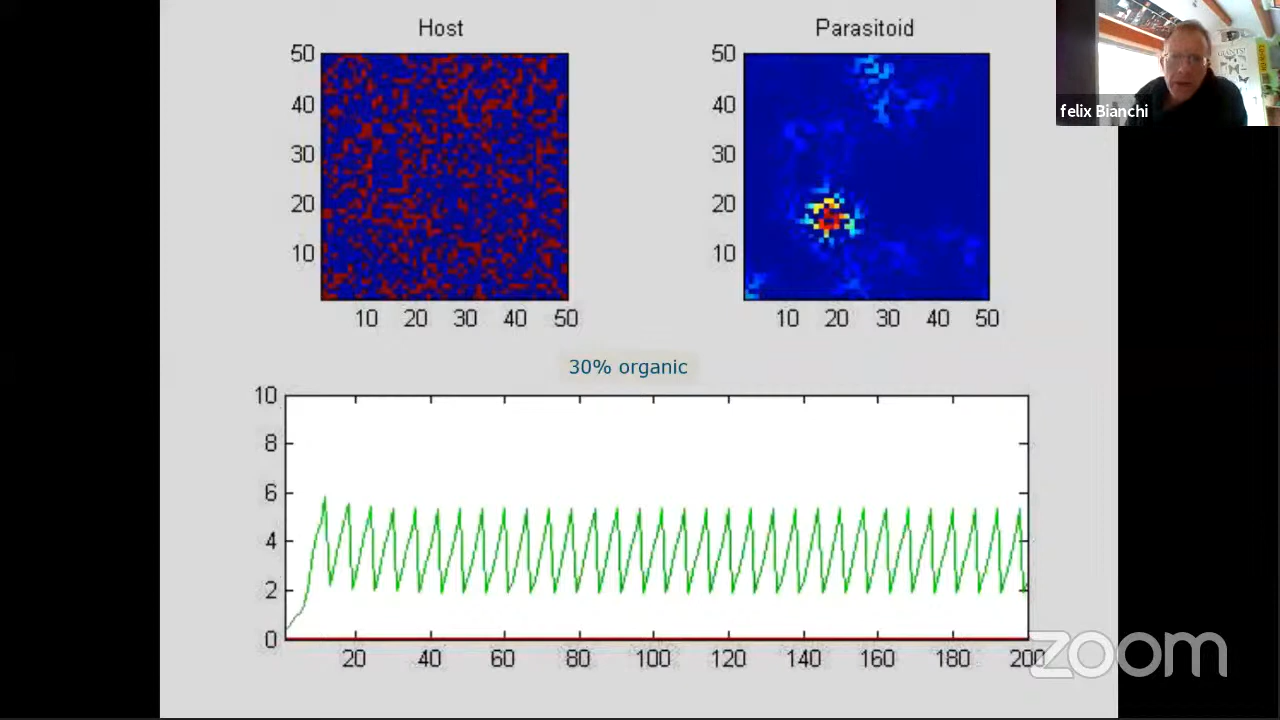 Host
Parasitoid
50
40
30
20
10
10 20 30 40 50
50
40
30
20
10
10 20 30 40 50
felix Bianchi
30% organic
10
8
6
4
2
0
20 40 60 80 100 120 140 160 180 200
zoom